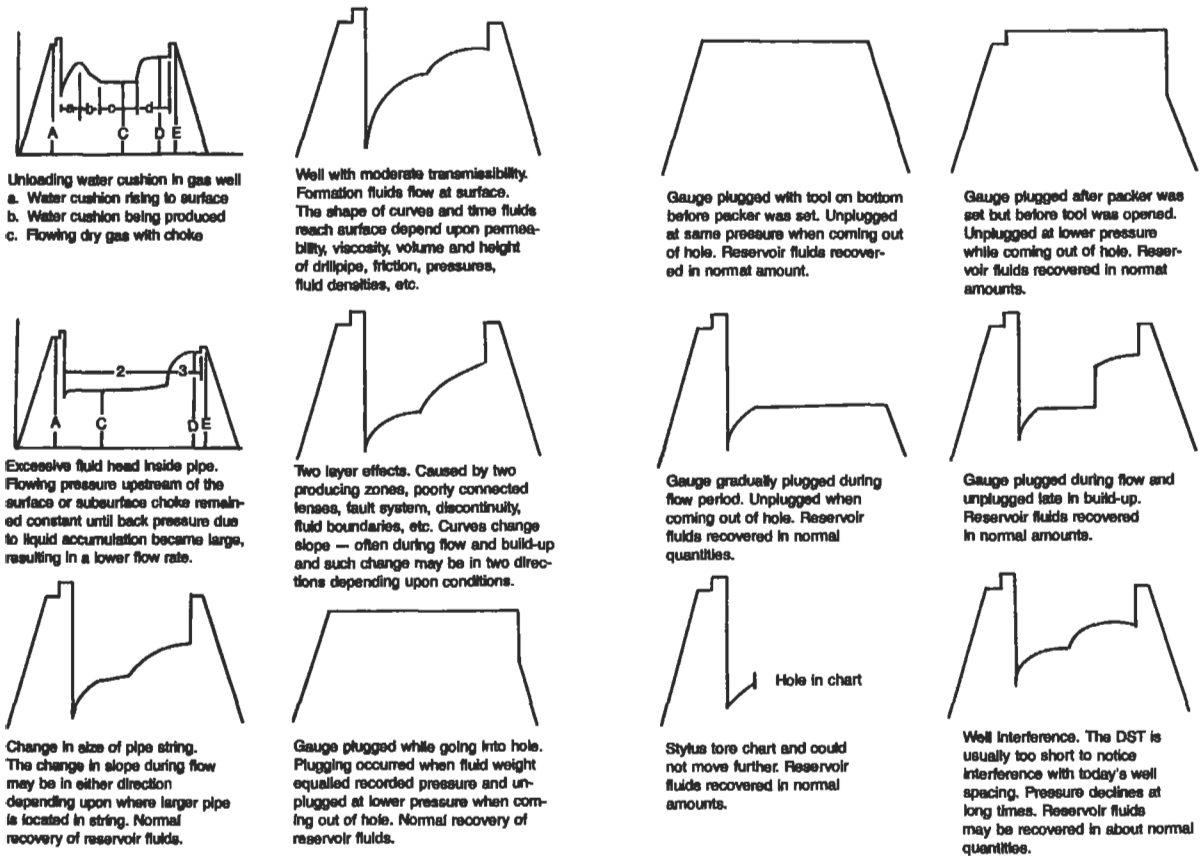 a
b
c
d
A
C
D
E
Unloading water cushion in gas well
a. Water cushion rising to surface
b. Water cushion being produced
c. Flowing dry gas with choke
Well with moderate transmissibility.
Formation fluids flow at surface.
The shape of curves and time fluids
reach surface depend upon permea-
bility, viscosity, volume and height
of drillpipe, friction, pressures,
fluid densities, etc.
Gauge plugged with tool on bottom
before packer was set. Unplugged
at same pressure when coming out
of hole. Reservoir fluids recover-
ed in normat amount.
Gauge plugged after packer was
set but before tool was opened.
Unplugged at lower pressure
while coming out of hole. Reser-
voir fluids recovered in normat
amounts.
2
3
A
C
D
E
Excessive fluid head inside pipe.
Flowing pressure upstream of the
surface or subsurface choke remain-
ed constant until back pressure due
to liquid accumulation became large,
resulting in a lower flow rate.
Two layer effects. Caused by two
producing zones, poorly connected
lenses, fault system, discontinuity,
fluid boundaries, etc. Curves change
slope — often during flow and build-up
and such change may be in two direc-
tions depending upon conditions.
Gauge gradually plugged during
flow period. Unplugged when
coming out of hole. Reservoir
fluids recovered in normal
quantities.
Gauge plugged during flow and
unplugged late in build-up.
Reservoir fluids recovered
in normal amounts.
Change in size of pipe string.
The change in slope during flow
may be in either direction
depending upon where larger pipe
is located in string. Normal
recovery of reservoir fluids.
Gauge plugged while going into hole.
Plugging occurred when fluid weight
equalled recorded pressure and un-
plugged at lower pressure when com-
ing out of hole. Normal recovery of
reservoir fluids.
Hole in chart
Stylus tore chart and could
not move further. Reservoir
fluids recovered in normal
amounts.
Well interference. The DST is
usually too short to notice
interference with today's well
spacing. Pressure declines at
long times. Reservoir fluids
may be recovered in about normal
quantities.